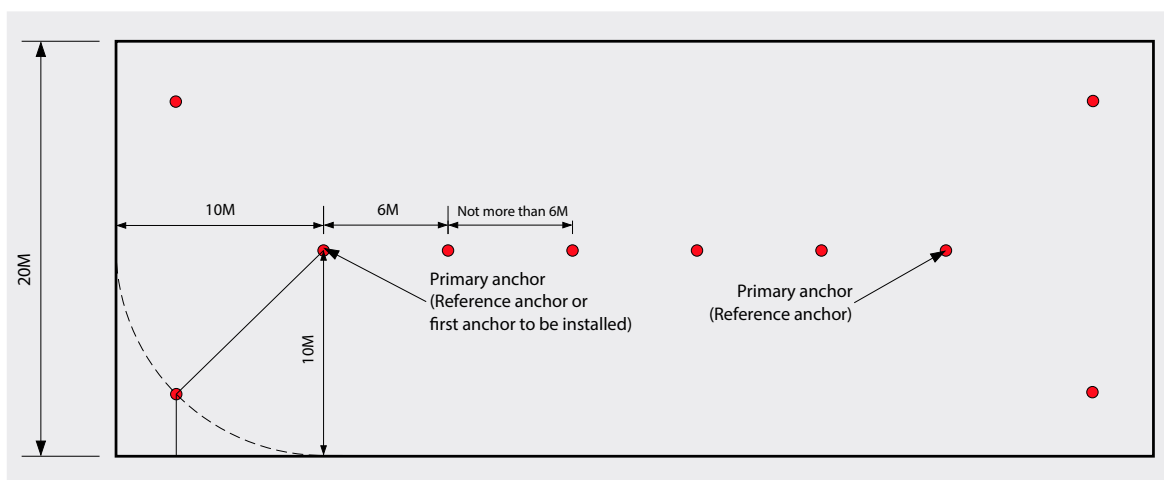 10M
6M
Not more than 6M
20M
Primary anchor
(Reference anchor or
first anchor to be installed)
Primary anchor
(Reference anchor)
10M